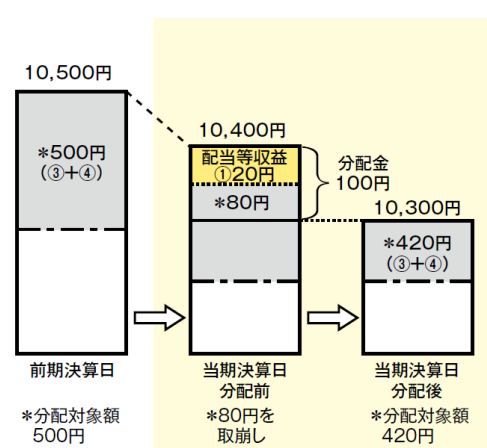 10,500円
*500円
(③+④)
前期決算日
*分配対象額
500円
10,400円
配当等収益
①20円
*80円
分配金
100円
当期決算日
分配前
*80円を
取崩し
10,300円
*420円
(③+④)
当期決算日
分配後
*分配対象額
420円